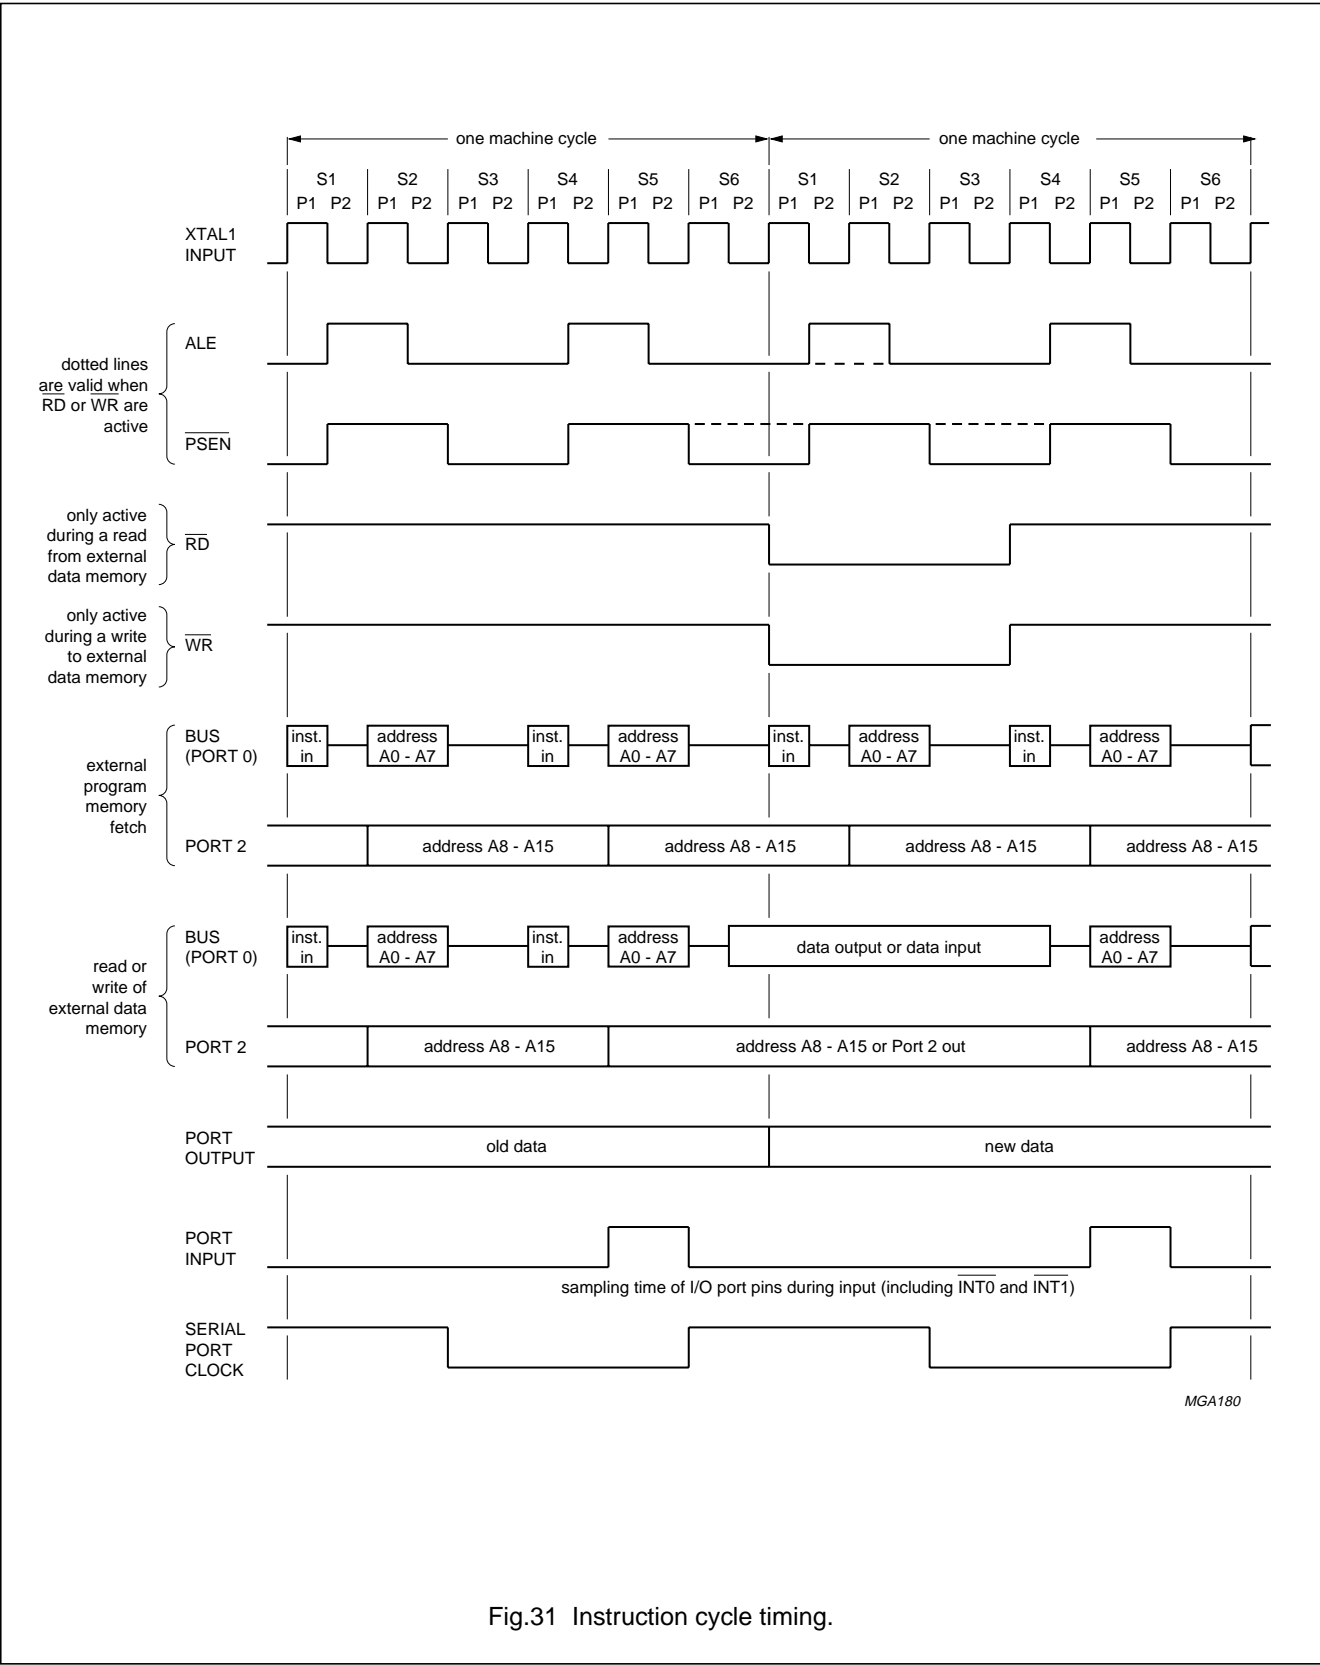 one machine cycle one machine cycle
S1 S2 S3 S4 S5 S6 S1 S2 S3 S4 S5 S6
P1 P2 P1 P2 P1 P2 P1 P2 P1 P2 P1 P2 P1 P2 P1 P2 P1 P2 P1 P2 P1 P2 P1 P2
XTAL1
INPUT
dotted lines
are valid when
RD or WR are
active
ALE
PSEN
only active
during a read
from external
data memory
RD
only active
during a write
to external
data memory
WR
external
program
memory
fetch
BUS
(PORT 0)
inst.
in
address
A0 - A7
inst.
in
address
A0 - A7
inst.
in
address
A0 - A7
inst.
in
address
A0 - A7
PORT 2
address A8 - A15
address A8 - A15
address A8 - A15
address A8 - A15
read or
write of
external data
memory
BUS
(PORT 0)
inst.
in
address
A0 - A7
inst.
in
address
A0 - A7
data output or data input
address
A0 - A7
PORT 2
address A8 - A15
address A8 - A15 or Port 2 out
address A8 - A15
PORT
OUTPUT
old data
new data
PORT
INPUT
sampling time of I/O port pins during input (including INT0 and INT1)
SERIAL
PORT
CLOCK
MGA180
Fig.31 Instruction cycle timing.